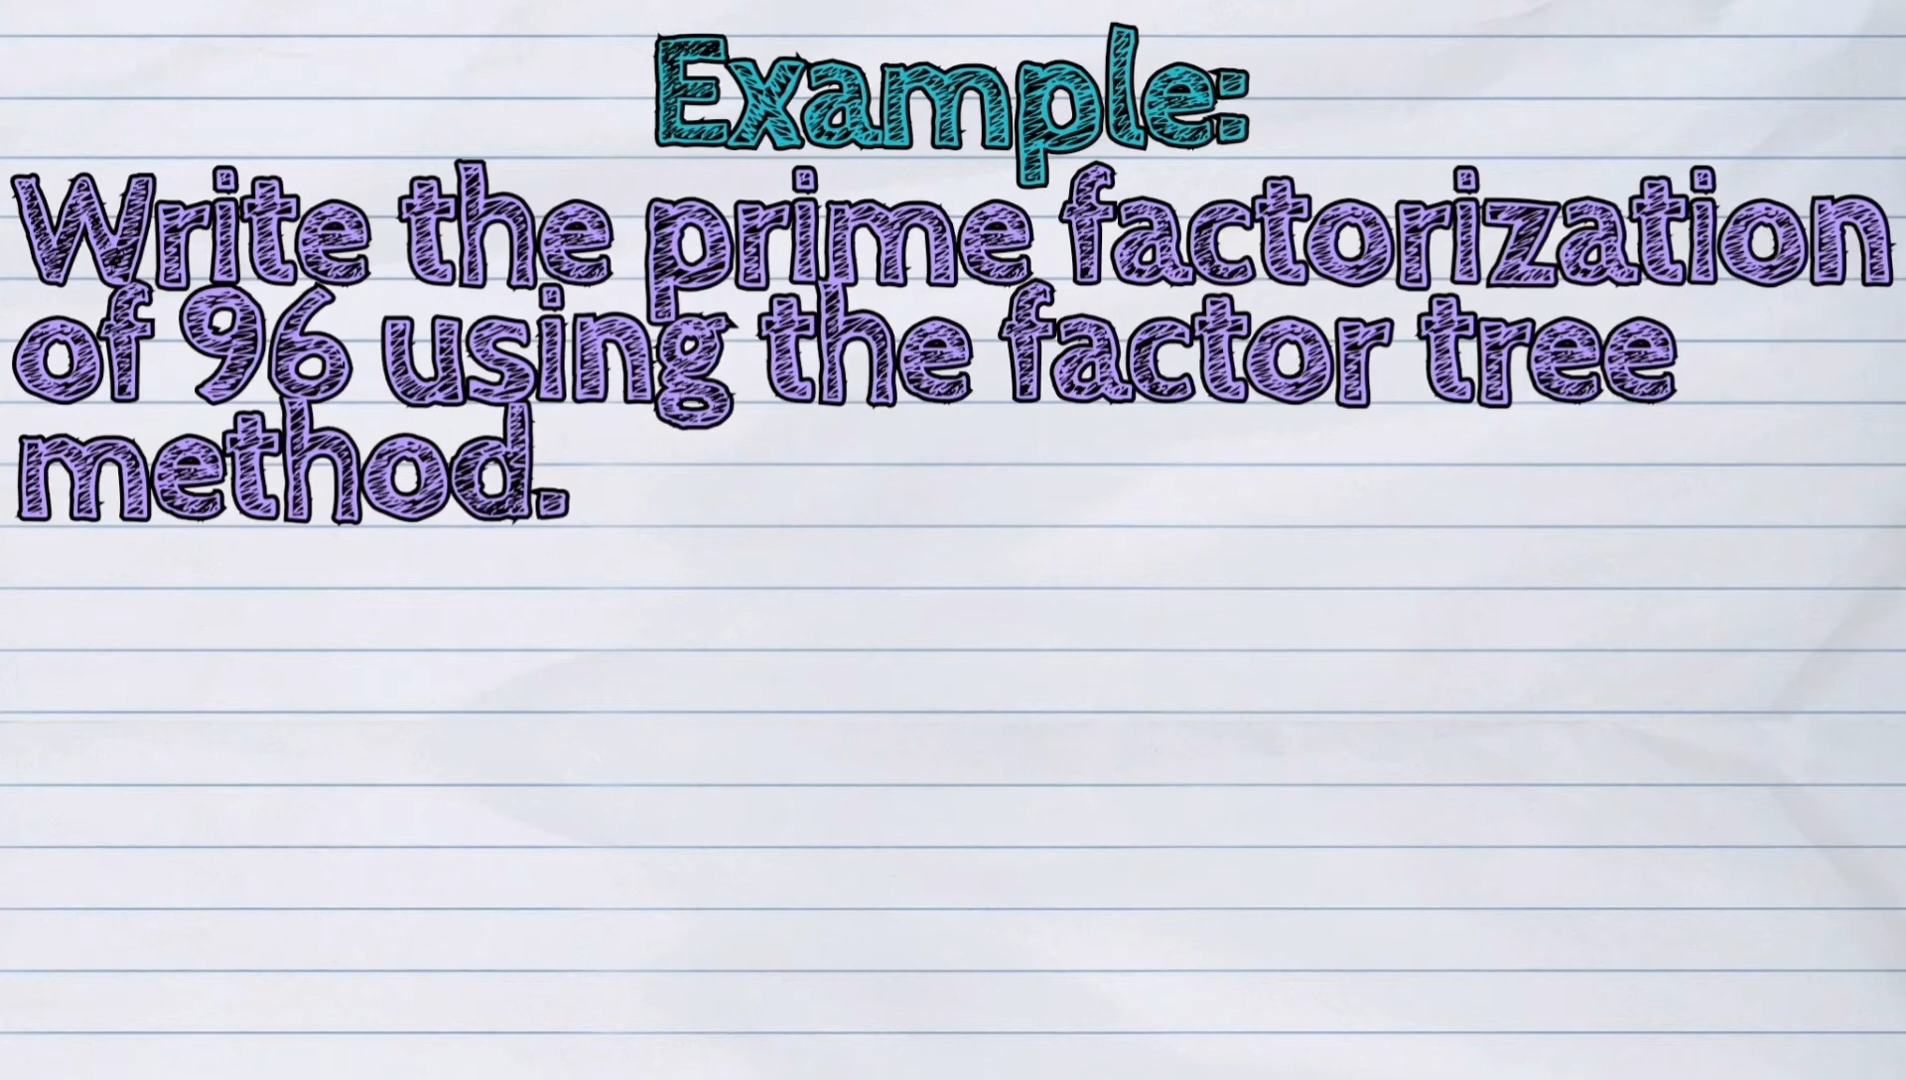 Example:
Write the prime factorization
of 96 using the factor tree
method.